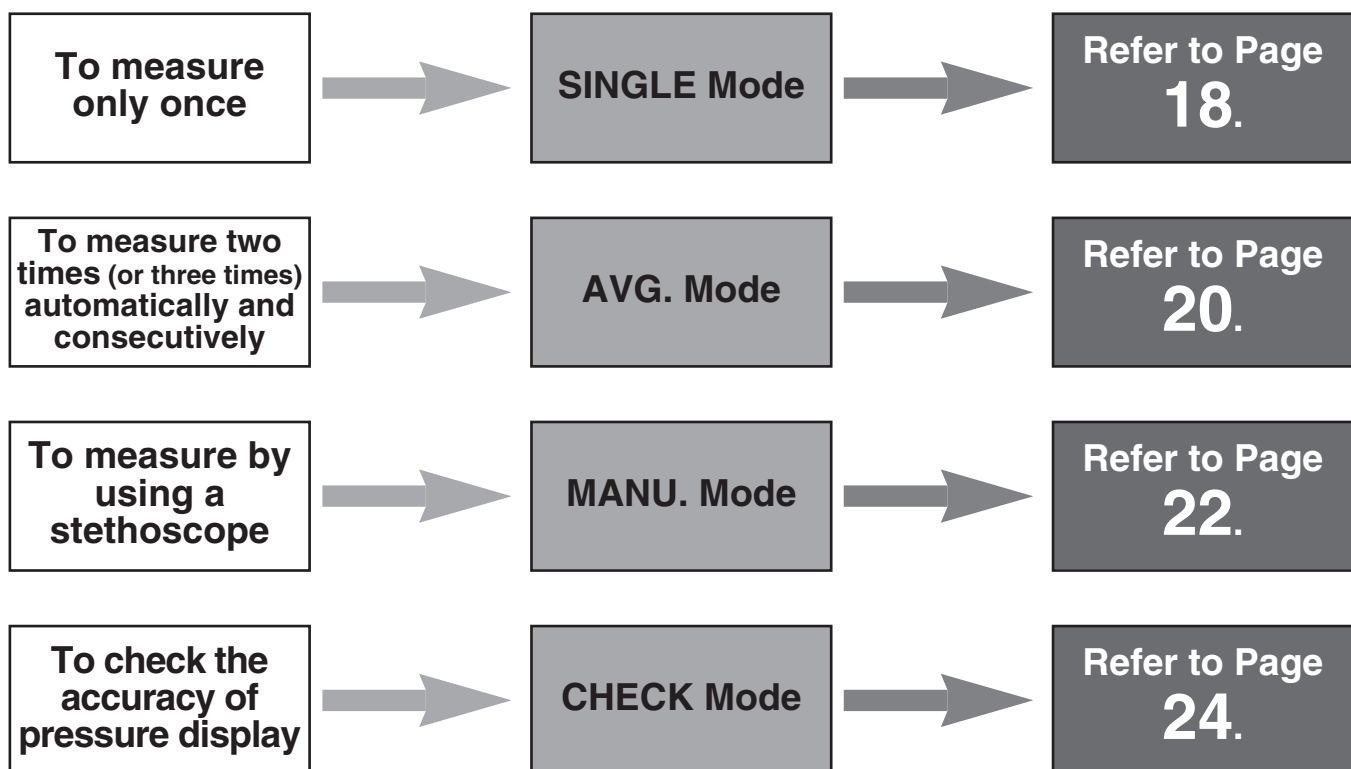 To measure
only once
SINGLE Mode
Refer to Page
18.
To measure two
times (or three times)
automatically and
consecutively
AVG. Mode
Refer to Page
20.
To measure by
using a
stethoscope
MANU. Mode
Refer to Page
22.
To check the
accuracy of
pressure display
CHECK Mode
Refer to Page
24.